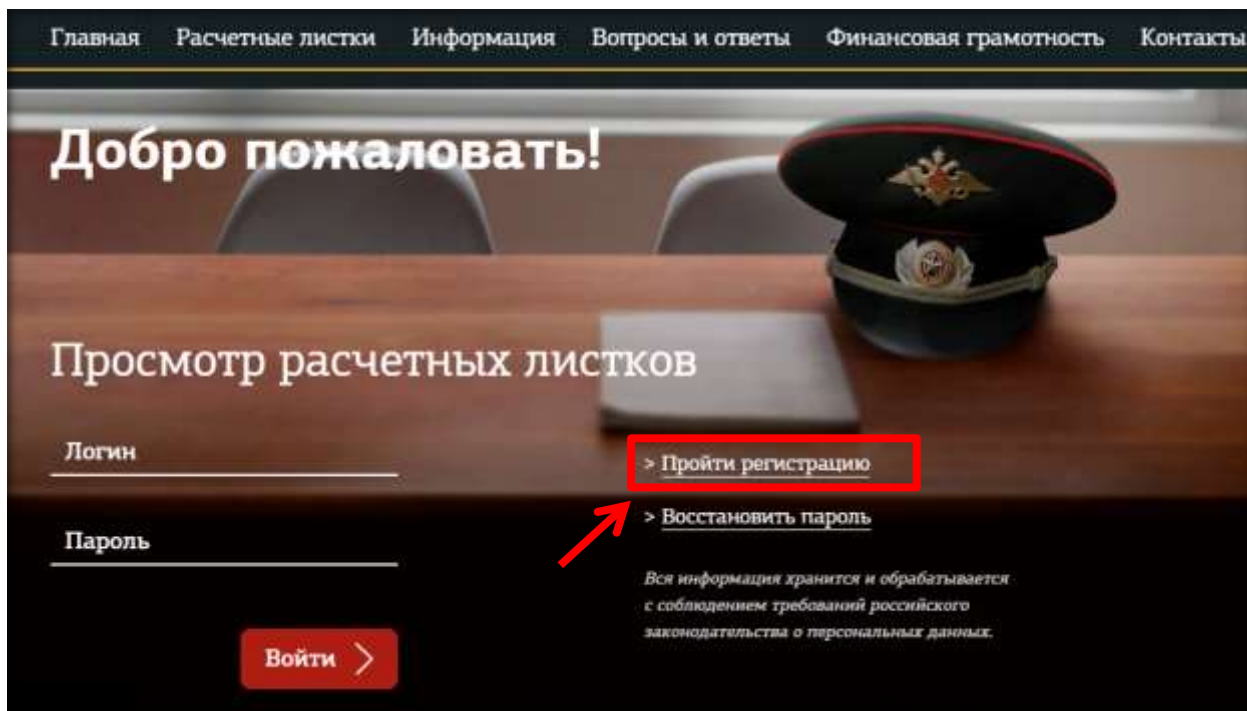 Главная Расчетные листки Информация Вопросы и ответы Финансовая грамотность Контакты
Добро пожаловать!
Просмотр расчетных листков
Логин
> Пройти регистрацию
> Восстановить пароль
Пароль
Вся информация хранится и обрабатывается
с соблюдением требований российского
законодательства о персональных данных.
Войти >